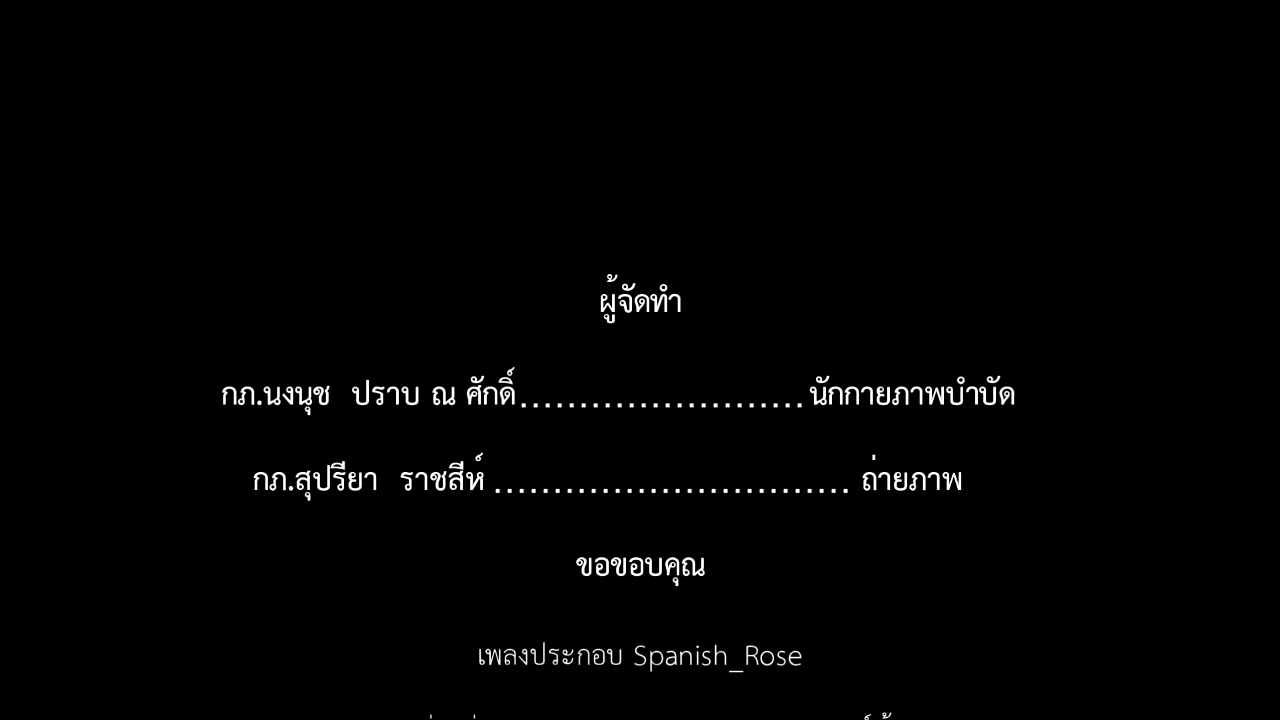 ผู้จัดทำ
กภ.นงนุช ปราบ ณ ศักดิ์........................นักกายภาพบำบัด
กภ.สุปรียา ราชสีห์ .............................. ถ่ายภาพ
ขอขอบคุณ
เพลงประกอบ Spanish_Rose